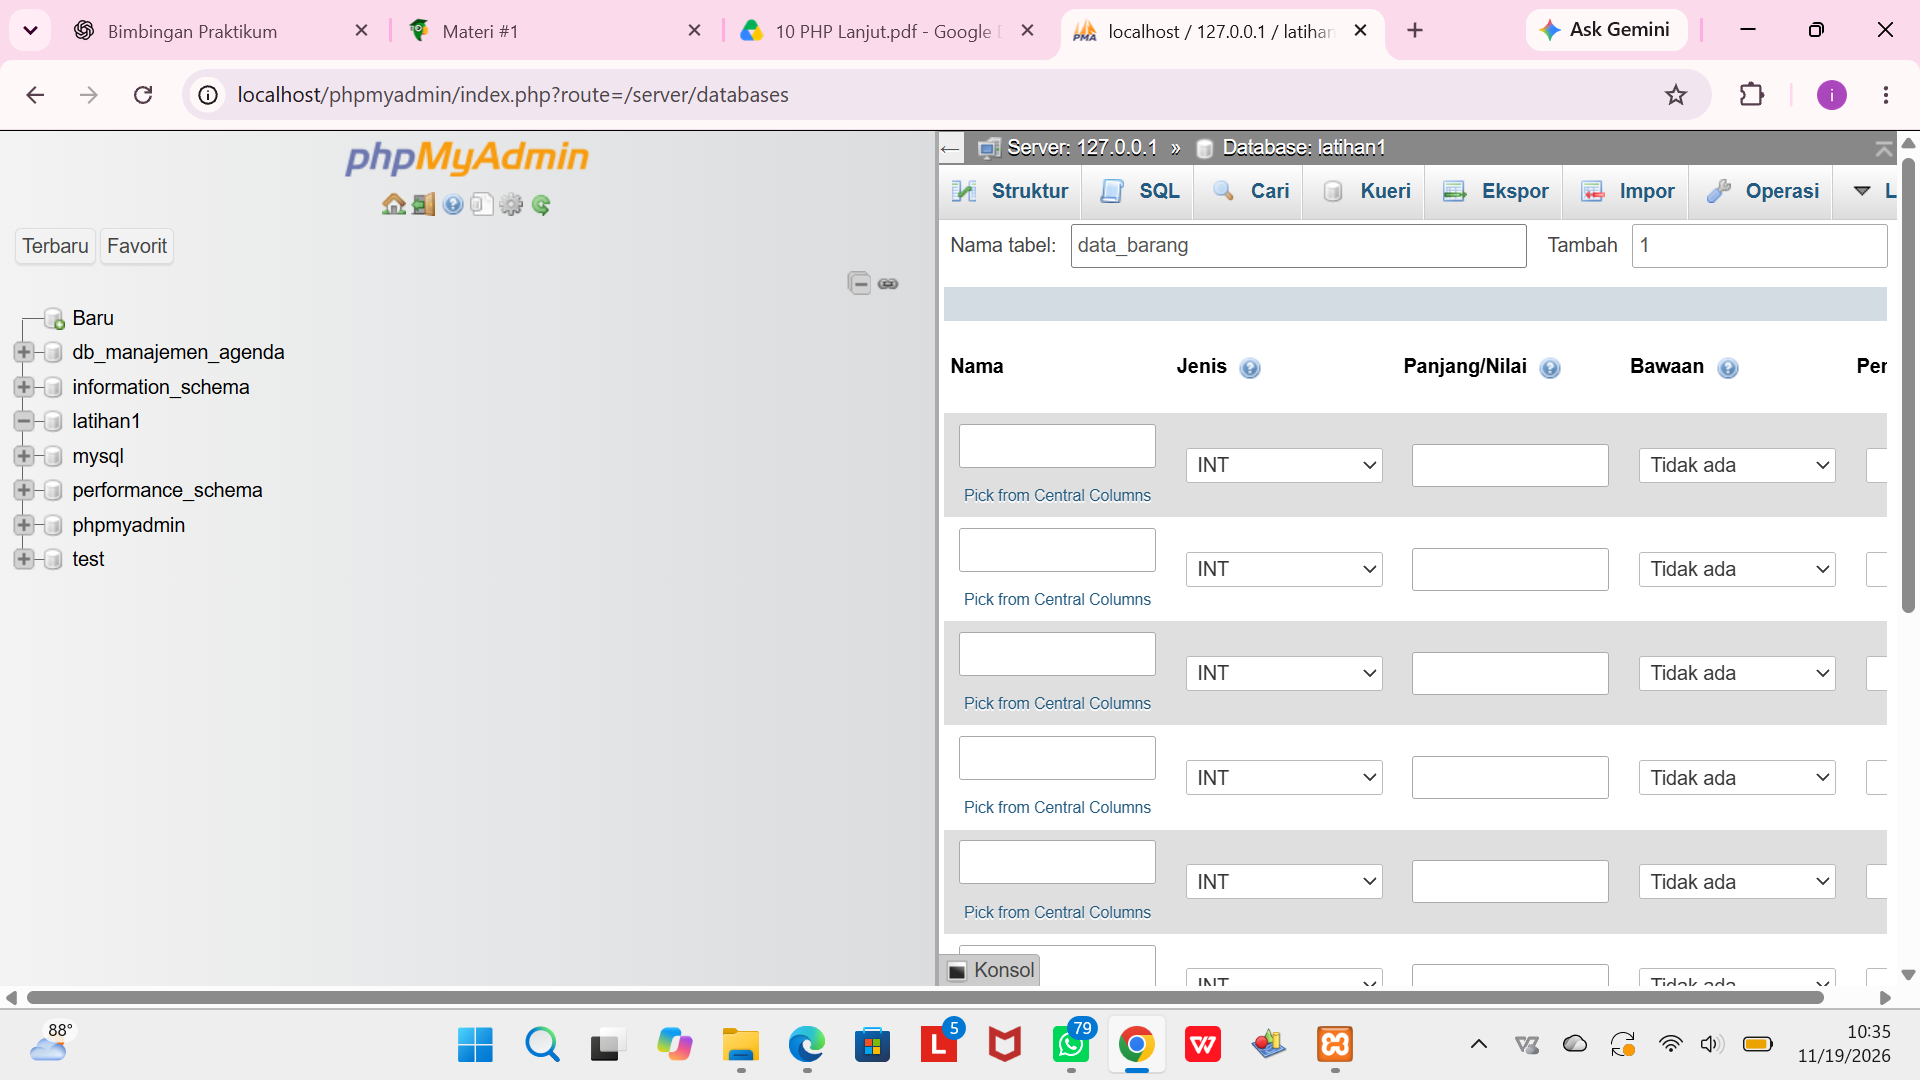 Bimbingan Praktikum
Materi #1
10 PHP Lanjut.pdf - Google
localhost / 127.0.0.1 / latihan
Ask Gemini
localhost/phpmyadmin/index.php?route=/server/databases
i
phpMyAdmin
Terbaru
Favorit
Baru
db_manajemen_agenda
information_schema
latihan1
mysql
performance_schema
phpmyadmin
test
Server: 127.0.0.1 » Database: latihan1
Struktur
SQL
Cari
Kueri
Ekspor
Impor
Operasi
L
Nama tabel: data_barang Tambah 1
Nama Jenis Panjang/Nilai Bawaan Per
INT Tidak ada
Pick from Central Columns
INT Tidak ada
Pick from Central Columns
INT Tidak ada
Pick from Central Columns
INT Tidak ada
Pick from Central Columns
INT Tidak ada
Pick from Central Columns
INT Tidak ada
Konsol
88°
5
79
10:35
11/19/2026